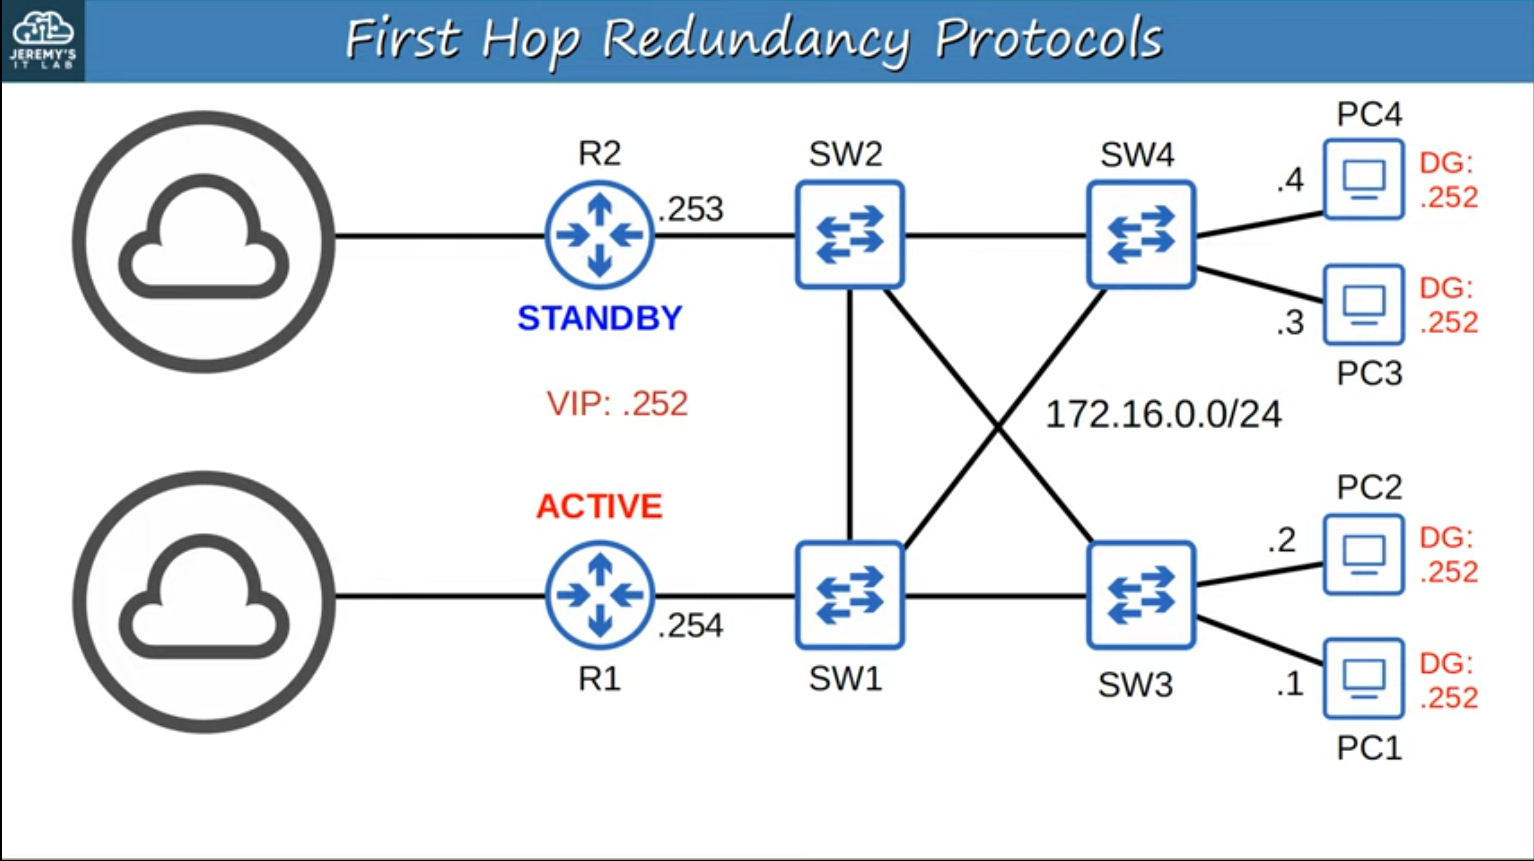 JEREMY'S
IT LAB
First Hop Redundancy Protocols
PC4
R2
SW2
SW4
DG:
.252
.4
.253
STANDBY
DG:
.252
.3
PC3
VIP: .252
172.16.0.0/24
PC2
ACTIVE
DG:
.252
.2
.254
R1
SW1
SW3
DG:
.252
.1
PC1